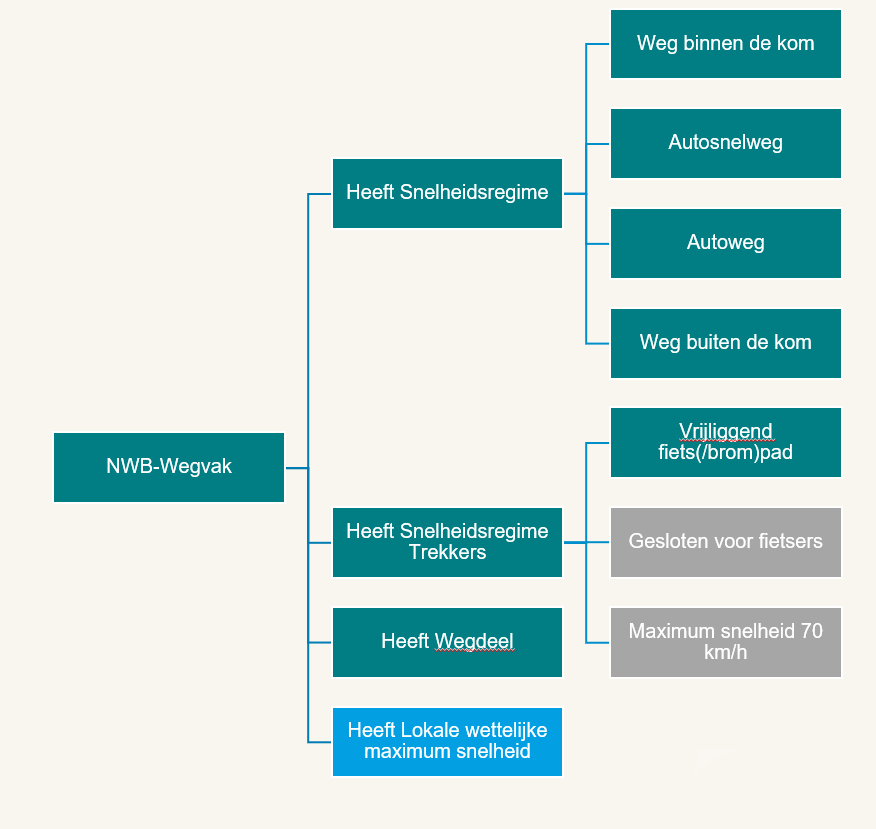 Weg binnen de kom
Autosnelweg
Heeft Snelheidsregime
Autoweg
Weg buiten de kom
Vrijliggend
fiets(/brom)pad
NWB-Wegvak
Heeft Snelheidsregime
Trekkers
Gesloten voor fietsers
Heeft Wegdeel
Maximum snelheid 70
km/h
Heeft Lokale wettelijke
maximum snelheid